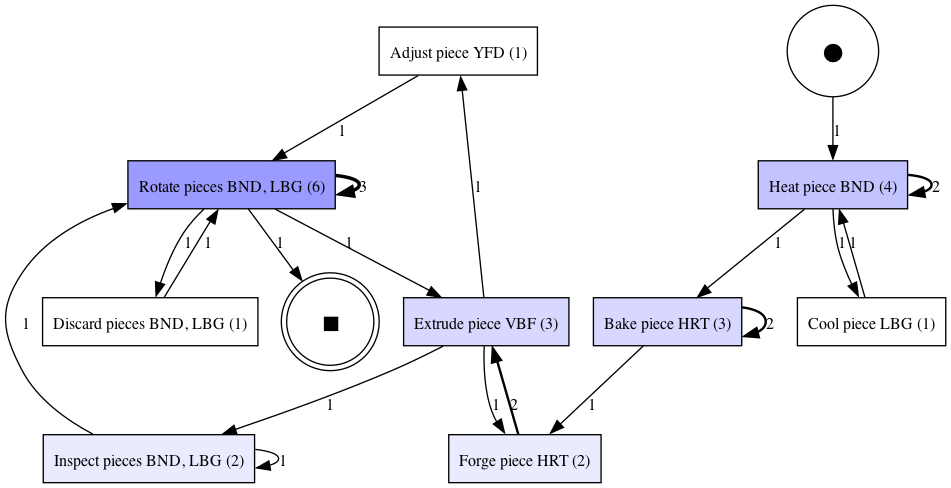 Adjust piece YFD (1)
1
1
Rotate pieces BND, LBG (6)
3
Heat piece BND (4)
2
1
1
1
1
1
1
1
1
1
Discard pieces BND, LBG (1)
Extrude piece VBF (3)
Bake piece HRT (3)
2
Cool piece LBG (1)
1
1
1
2
1
Inspect pieces BND, LBG (2)
1
Forge piece HRT (2)